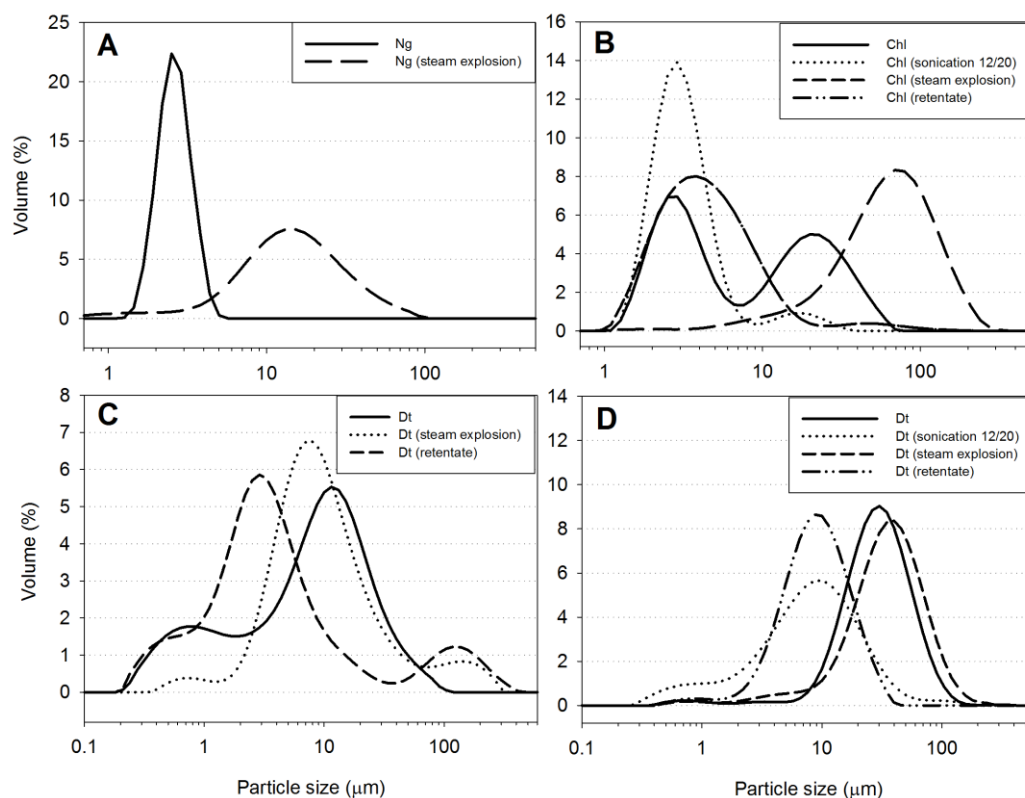 A
Ng
Ng (steam explosion)
Volume (%)
25
20
15
10
5
0
1
10
100
B
Chl
Chl (sonication 12/20)
Chl (steam explosion)
Chl (retentate)
16
14
12
10
8
6
4
2
0
1
10
100
C
Dt
Dt (steam explosion)
Dt (retentate)
Volume (%)
8
7
6
5
4
3
2
1
0
0.1
1
10
100
Particle size (μm)
D
Dt
Dt (sonication 12/20)
Dt (steam explosion)
Dt (retentate)
14
12
10
8
6
4
2
0
0.1
1
10
100
Particle size (μm)